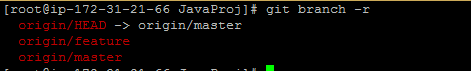 [root@ip-172-31-21-66 JavaProj]# git branch -r
origin/HEAD -> origin/master
origin/feature
origin/master